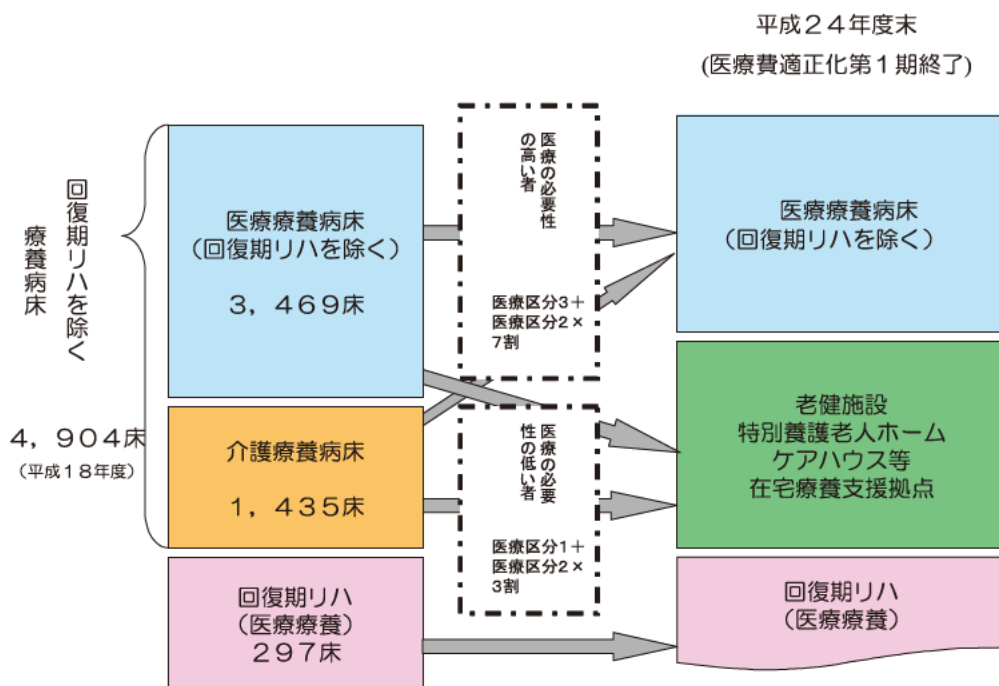 平成２４年度末
(医療費適正化第１期終了)
回復期リハを除く
療養病床
４，９０４床
（平成１８年度）
医療療養病床
（回復期リハを除く）
３，４６９床
介護療養病床
１，４３５床
回復期リハ
（医療療養）
２９７床
医療の必要性
の高い者
医療区分3＋
医療区分2×
7割
医療の必要
性の低い者
医療区分1＋
医療区分2×
3割
医療療養病床
（回復期リハを除く）
老健施設
特別養護老人ホーム
ケアハウス等
在宅療養支援拠点
回復期リハ
（医療療養）